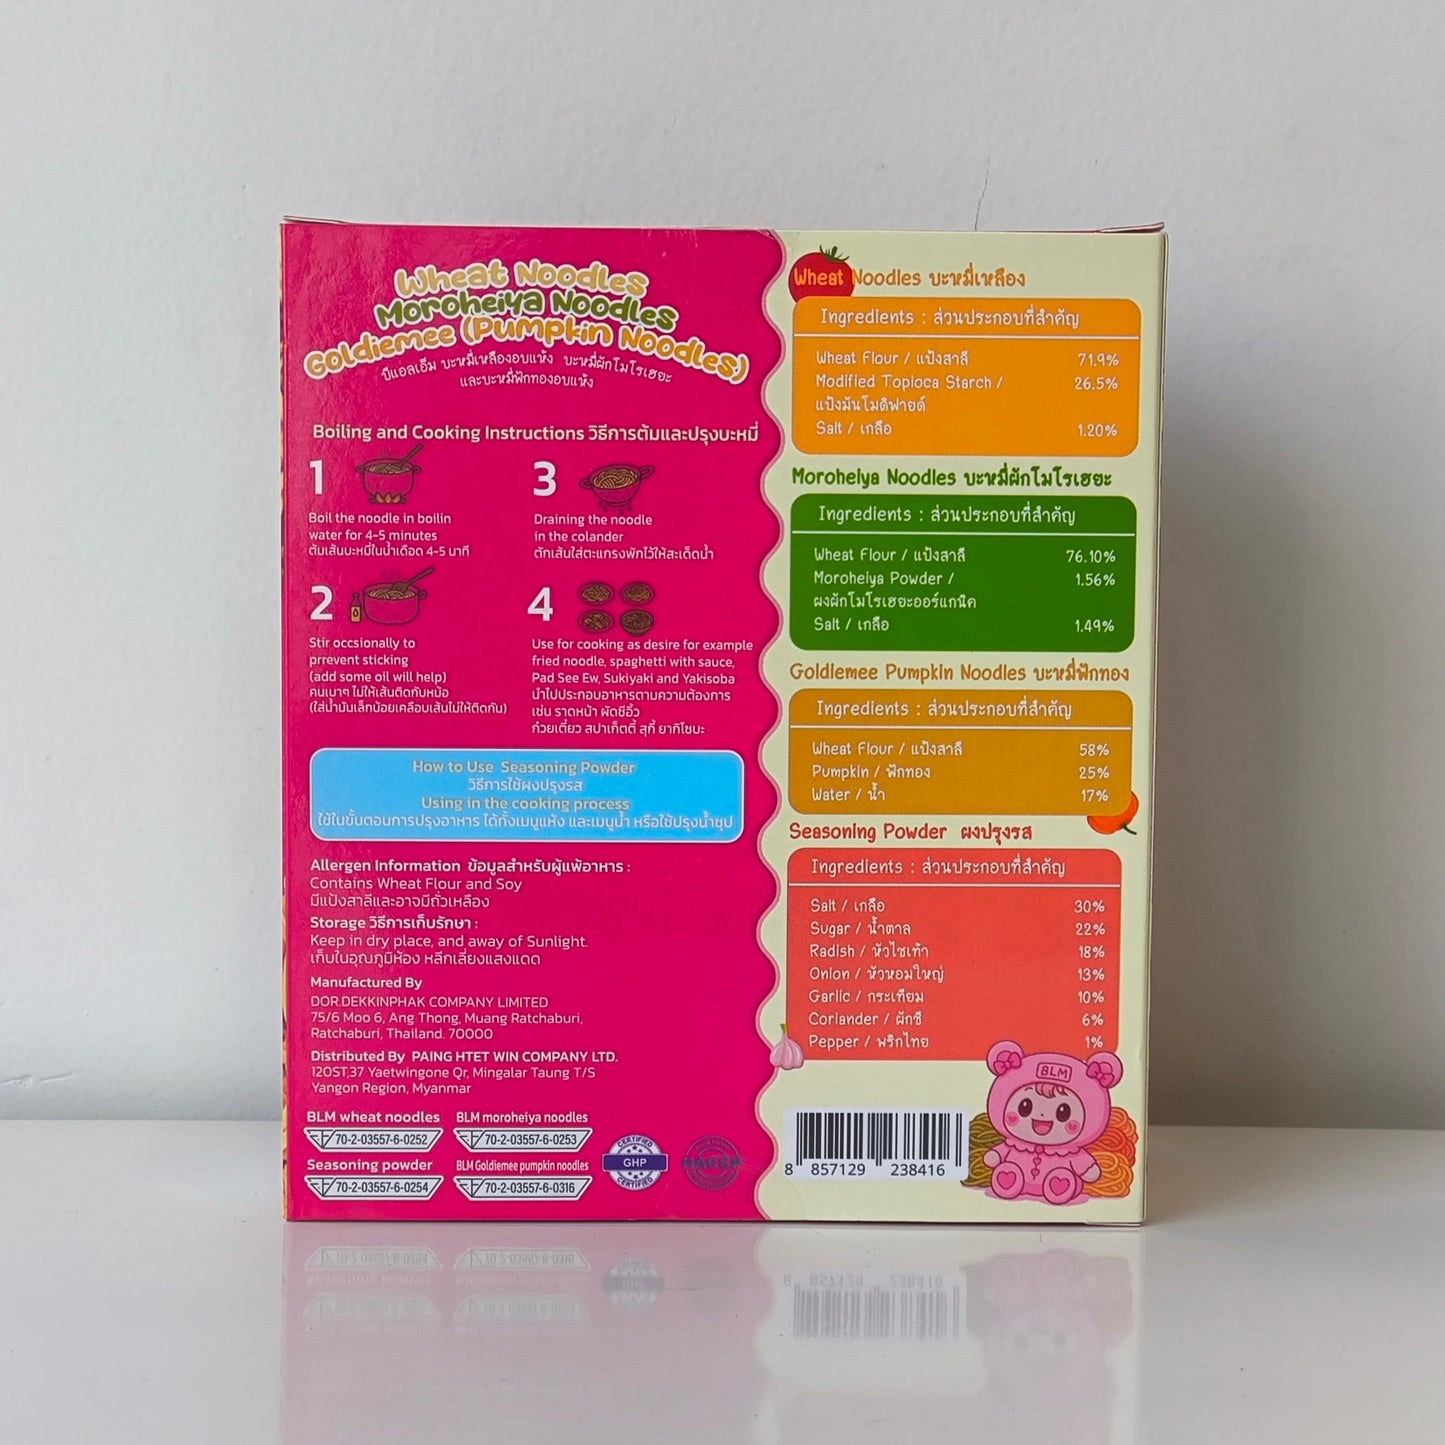 Wheat Noodles
Moroheiya Noodles
Goldiemee (Pumpkin Noodles)
บีแอลเอ็ม บะหมี่เหลืองอบแห้ง บะหมี่ผักโมโรเฮยะ
และบะหมี่ฟักทองอบแห้ง
Boiling and Cooking Instructions วิธีการต้มและปรุงบะหมี่
1
Boil the noodle in boilin
water for 4-5 minutes
ต้มเส้นบะหมี่ในน้ำเดือด 4-5 นาที
2
Stir occsionally to
prrevent sticking
(add some oil will help)
คนเบาๆ ไม่ให้เส้นติดกับหม้อ
(ใส่น้ำมันเล็กน้อยเคลือบเส้นไม่ให้ติดกัน)
3
Draining the noodle
in the colander
ตักเส้นใส่ตะแกรงพักไว้ให้สะเด็ดน้ำ
4
Use for cooking as desire for example
fried noodle, spaghetti with sauce,
Pad See Ew, Sukiyaki and Yakisoba
นำไปประกอบอาหารตามความต้องการ
เช่น ราดหน้า ผัดซีอิ้ว
ก๋วยเตี๋ยว สปาเก็ตตี้ สุกี้ ยากิโซบะ
How to Use Seasoning Powder
วิธีการใช้ผงปรุงรส
Using in the cooking process
ใช้ในขั้นตอนการปรุงอาหาร ได้ทั้งเมนูแห้ง และเมนูน้ำ หรือใช้ปรุงน้ำซุป
Allergen Information ข้อมูลสำหรับผู้แพ้อาหาร :
Contains Wheat Flour and Soy
มีแป้งสาลีและอาจมีถั่วเหลือง
Storage วิธีการเก็บรักษา :
Keep in dry place, and away of Sunlight.
เก็บในอุณภูมิห้อง หลีกเลี่ยงแสงแดด
Manufactured By
DOR.DEKKINPHAK COMPANY LIMITED
75/6 Moo 6, Ang Thong, Muang Ratchaburi,
Ratchaburi, Thailand. 70000
Distributed By PAING HTET WIN COMPANY LTD.
120ST,37 Yaetwingone Qr, Mingalar Taung T/S
Yangon Region, Myanmar
BLM wheat noodles
70-2-03557-6-0252
BLM moroheiya noodles
70-2-03557-6-0253
Seasoning powder
70-2-03557-6-0254
BLM Goldiemee pumpkin noodles
70-2-03557-6-0316
CERTIFIED
GHP
CERTIFIED
Wheat Noodles บะหมี่เหลือง
Ingredients : ส่วนประกอบที่สำคัญ
Wheat Flour / แป้งสาลี 71.9%
Modified Topioca Starch / 26.5%
แป้งมันโมดิฟายด์
Salt / เกลือ 1.20%
Moroheiya Noodles บะหมี่ผักโมโรเฮยะ
Ingredients : ส่วนประกอบที่สำคัญ
Wheat Flour / แป้งสาลี 76.10%
Moroheiya Powder / 1.56%
ผงผักโมโรเฮยะออร์แกนิค
Salt / เกลือ 1.49%
Goldiemee Pumpkin Noodles บะหมี่ฟักทอง
Ingredients : ส่วนประกอบที่สำคัญ
Wheat Flour / แป้งสาลี 58%
Pumpkin / ฟักทอง 25%
Water / น้ำ 17%
Seasoning Powder ผงปรุงรส
Ingredients : ส่วนประกอบที่สำคัญ
Salt / เกลือ 30%
Sugar / น้ำตาล 22%
Radish / หัวไชเท้า 18%
Onion / หัวหอมใหญ่ 13%
Garlic / กระเทียม 10%
Coriander / ผักชี 6%
Pepper / พริกไทย 1%
BLM
8 857129 238416